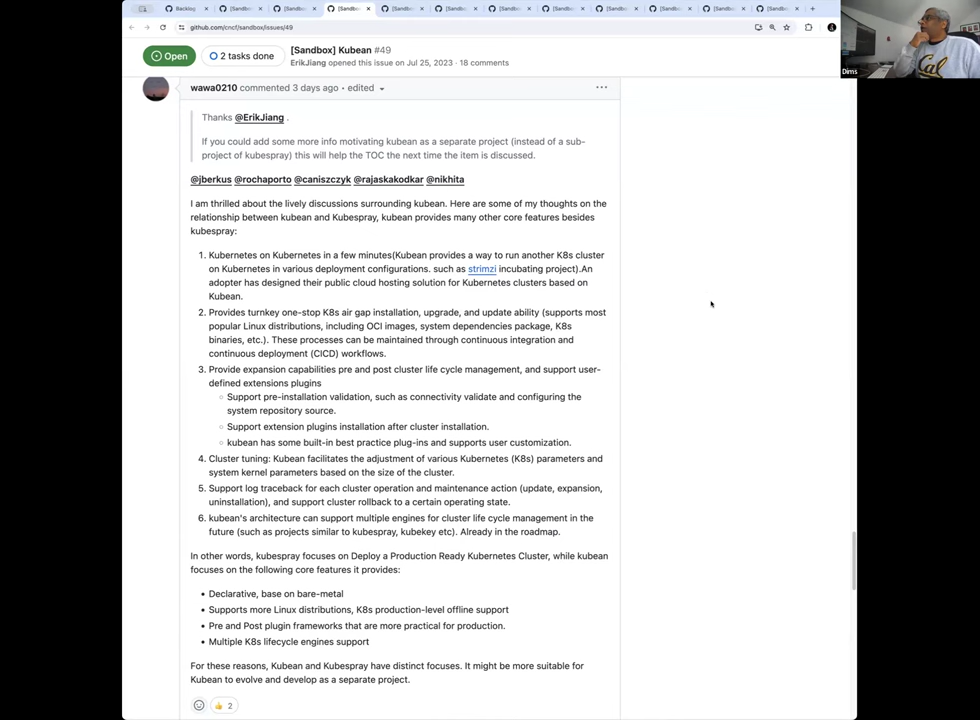 Backlog
[Sandbox]
[Sandbox]
[Sandbox]
[Sandbox]
[Sandbox]
[Sandbox]
[Sandbox]
[Sandbox]
[Sandbox]
[Sandbox]
[Sandbox]
github.com/cncf/sandbox/issues/49
Dims
Open
2 tasks done
[Sandbox] Kubean #49
ErikJiang opened this issue on Jul 25, 2023 · 18 comments
wawa0210 commented 3 days ago • edited
Thanks @ErikJiang .
If you could add some more info motivating kubean as a separate project (instead of a sub-
project of kubespray) this will help the TOC the next time the item is discussed.
@jberkus @rochaporto @caniszczyk @rajaskakodkar @nikhita
I am thrilled about the lively discussions surrounding kubean. Here are some of my thoughts on the
relationship between kubean and Kubespray, kubean provides many other core features besides
kubespray:
1. Kubernetes on Kubernetes in a few minutes(Kubean provides a way to run another K8s cluster
on Kubernetes in various deployment configurations. such as strimzi incubating project).An
adopter has designed their public cloud hosting solution for Kubernetes clusters based on
Kubean.
2. Provides turnkey one-stop K8s air gap installation, upgrade, and update ability (supports most
popular Linux distributions, including OCI images, system dependencies package, K8s
binaries, etc.). These processes can be maintained through continuous integration and
continuous deployment (CICD) workflows.
3. Provide expansion capabilities pre and post cluster life cycle management, and support user-
defined extensions plugins
Support pre-installation validation, such as connectivity validate and configuring the
system repository source.
Support extension plugins installation after cluster installation.
kubean has some built-in best practice plug-ins and supports user customization.
4. Cluster tuning: Kubean facilitates the adjustment of various Kubernetes (K8s) parameters and
system kernel parameters based on the size of the cluster.
5. Support log traceback for each cluster operation and maintenance action (update, expansion,
uninstallation), and support cluster rollback to a certain operating state.
6. kubean's architecture can support multiple engines for cluster life cycle management in the
future (such as projects similar to kubespray, kubekey etc). Already in the roadmap.
In other words, kubespray focuses on Deploy a Production Ready Kubernetes Cluster, while kubean
focuses on the following core features it provides:
• Declarative, base on bare-metal
• Supports more Linux distributions, K8s production-level offline support
• Pre and Post plugin frameworks that are more practical for production.
• Multiple K8s lifecycle engines support
For these reasons, Kubean and Kubespray have distinct focuses. It might be more suitable for
Kubean to evolve and develop as a separate project.
👍 2
Cal